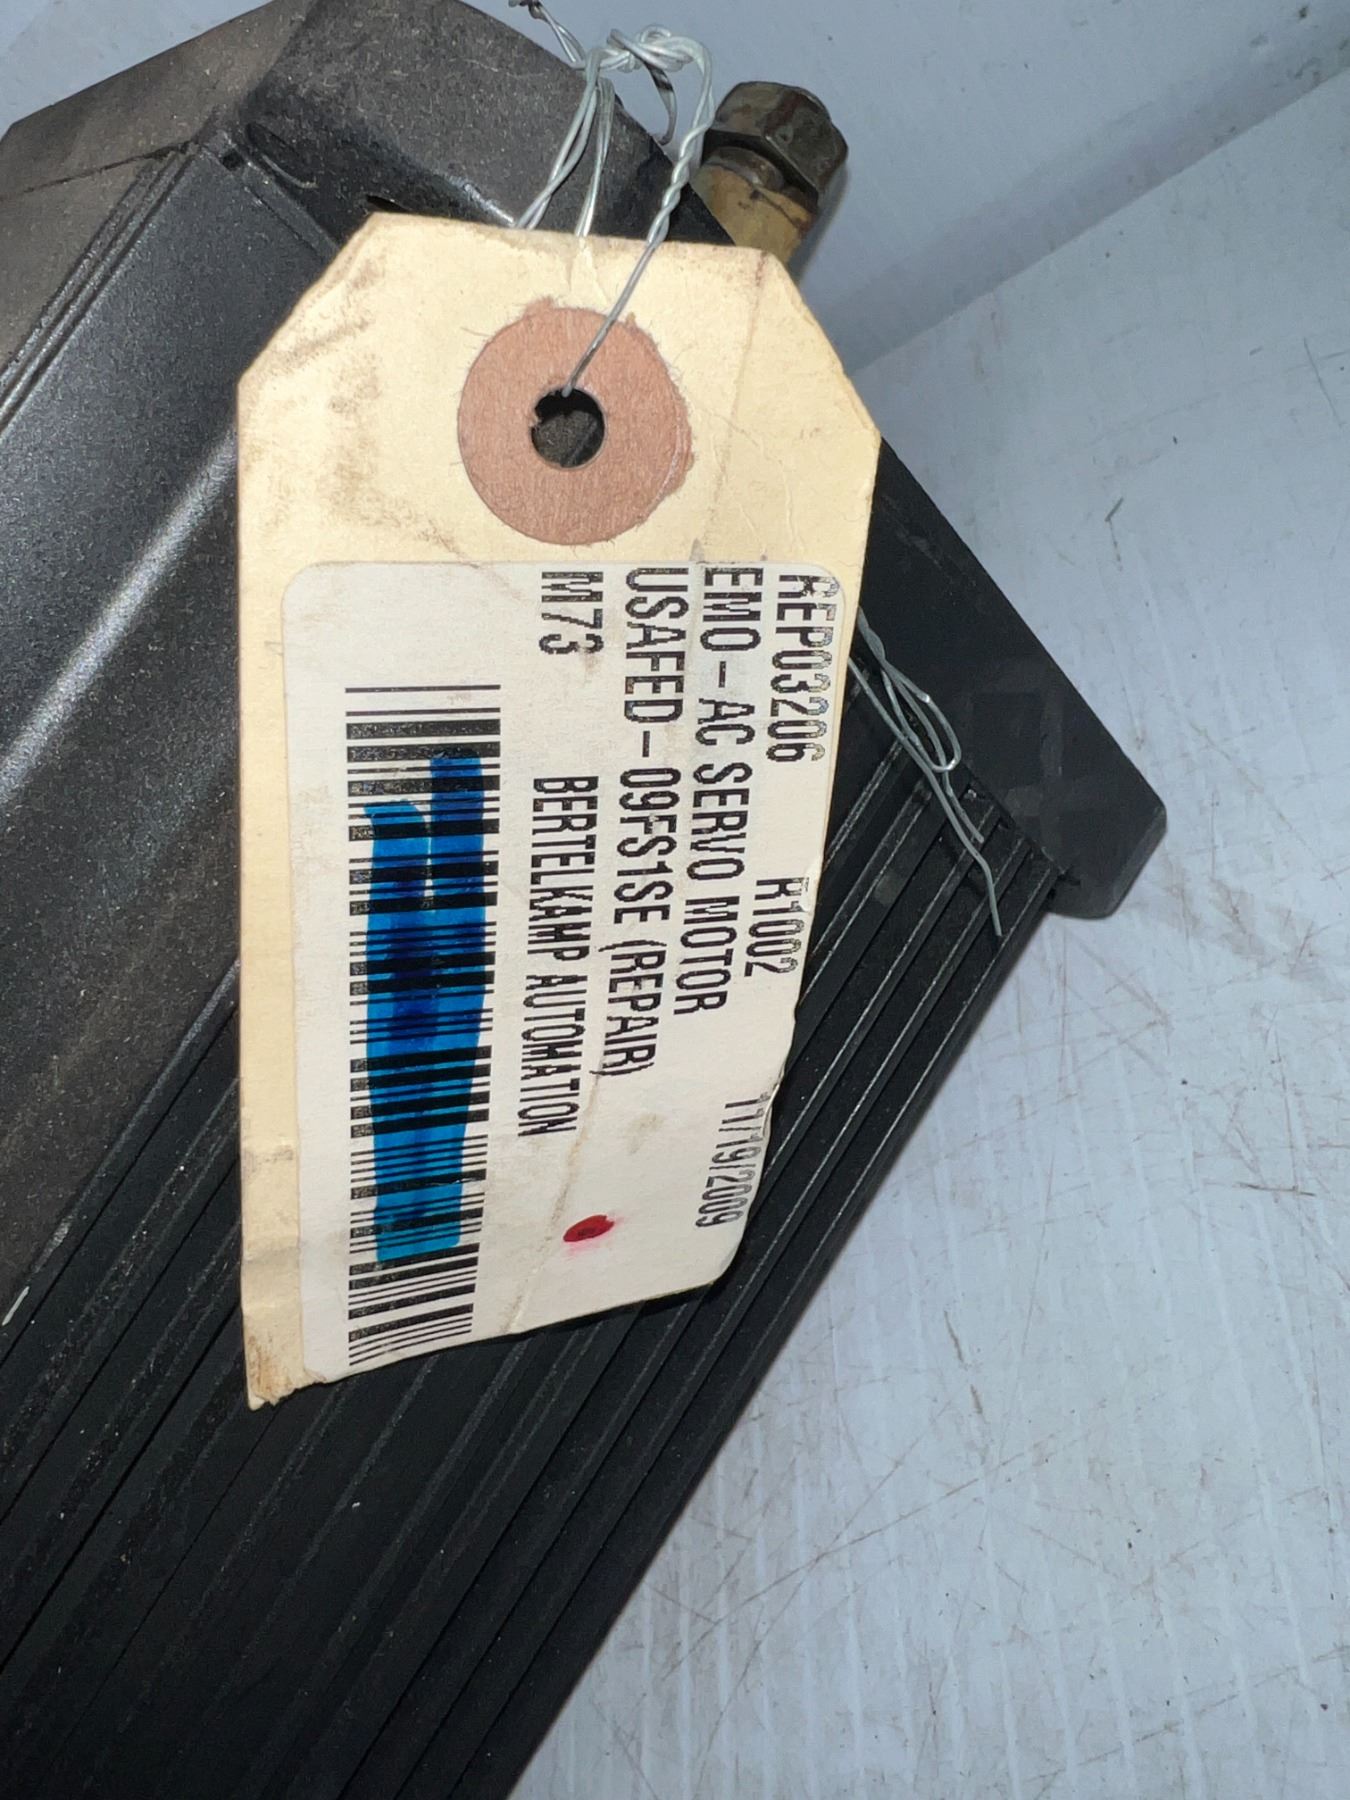 REP03206 R1002 11/19/2009
EMO-AC SERVO MOTOR
USAFED-09FS1SE (REPAIR)
M73 BERTELKAMP AUTOMATION